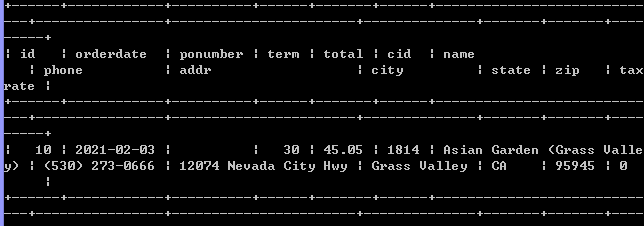 | id | orderdate | ponumber | term | total | cid | name
| phone | addr | city | state | zip | tax
rate |
| 10 | 2021-02-03 | | 30 | 45.05 | 1814 | Asian Garden (Grass Valle
y) | (530) 273-0666 | 12074 Nevada City Hwy | Grass Valley | CA | 95945 | 0
|